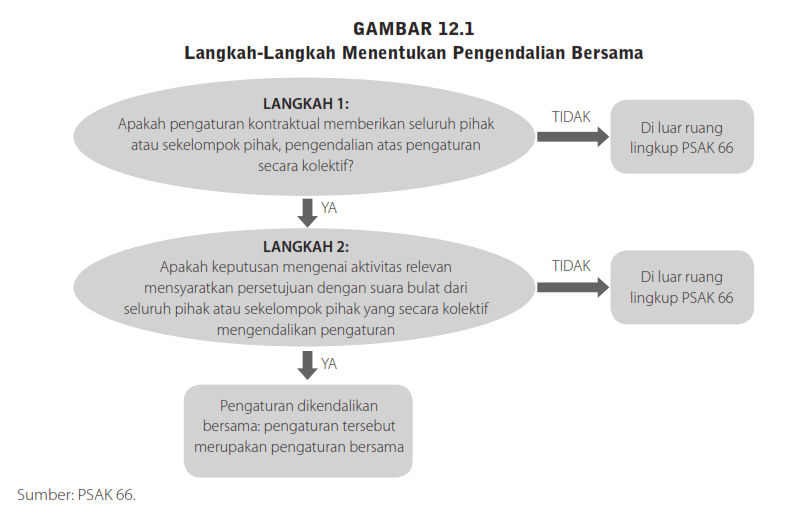 GAMBAR 12.1
Langkah-Langkah Menentukan Pengendalian Bersama
LANGKAH 1:
Apakah pengaturan kontraktual memberikan seluruh pihak
atau sekelompok pihak, pengendalian atas pengaturan
secara kolektif?
TIDAK
Di luar ruang
lingkup PSAK 66
YA
LANGKAH 2:
Apakah keputusan mengenai aktivitas relevan
mensyaratkan persetujuan dengan suara bulat dari
seluruh pihak atau sekelompok pihak yang secara kolektif
mengendalikan pengaturan
TIDAK
Di luar ruang
lingkup PSAK 66
YA
Pengaturan dikendalikan
bersama: pengaturan tersebut
merupakan pengaturan bersama
Sumber: PSAK 66.